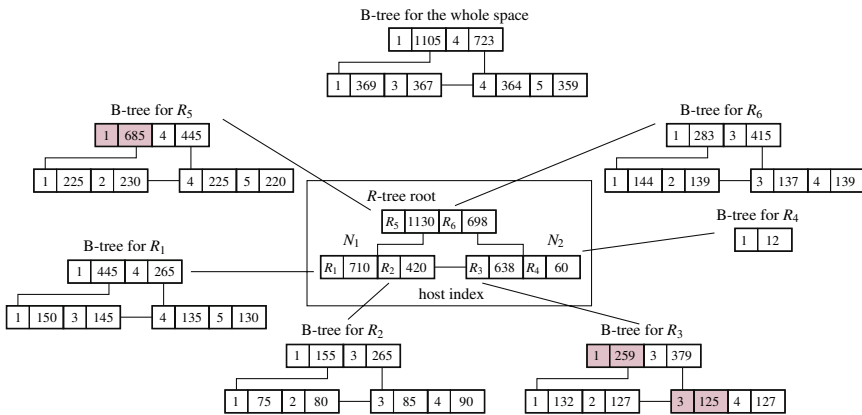 B-tree for the whole space
1 1105 4 723
1 369 3 367 4 364 5 359
B-tree for R5
1 685 4 445
1 225 2 230 4 225 5 220
B-tree for R6
1 283 3 415
1 144 2 139 3 137 4 139
R-tree root
R5 1130 R6 698
N1 N2
R1 710 R2 420 R3 638 R4 60
host index
B-tree for R4
1 12
B-tree for R1
1 445 4 265
1 150 3 145 4 135 5 130
B-tree for R2
1 155 3 265
1 75 2 80 3 85 4 90
B-tree for R3
1 259 3 379
1 132 2 127 3 125 4 127